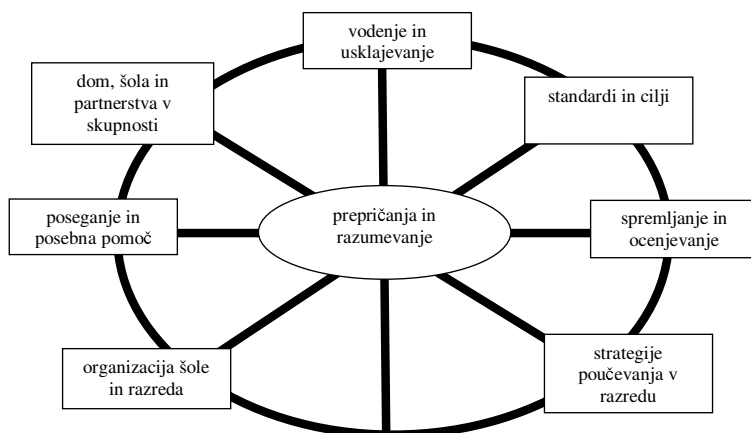 vodenje in
usklajevanje
dom, šola in
partnerstva v
skupnosti
standardi in cilji
poseganje in
posebna pomoč
prepričanja in
razumevanje
spremljanje in
ocenjevanje
organizacija šole
in razreda
strategije
poučevanja v
razredu